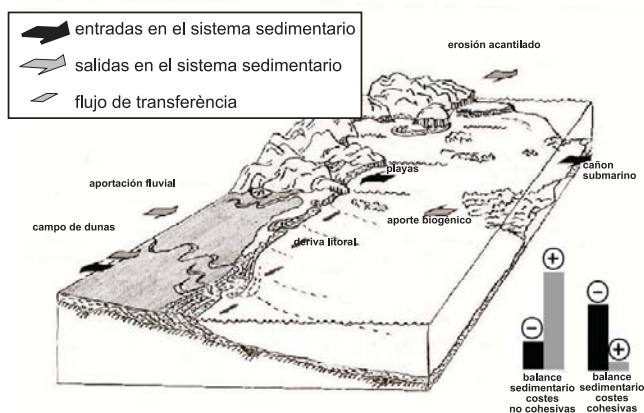 entradas en el sistema sedimentario
salidas en el sistema sedimentario
flujo de transferència
erosión acantilado
playas
cañon
submarino
aportación fluvial
aporte biogénico
campo de dunas
deriva litoral
+
-
-
+
balance
sedimentario
costes
no cohesivas
balance
sedimentario
costes
cohesivas